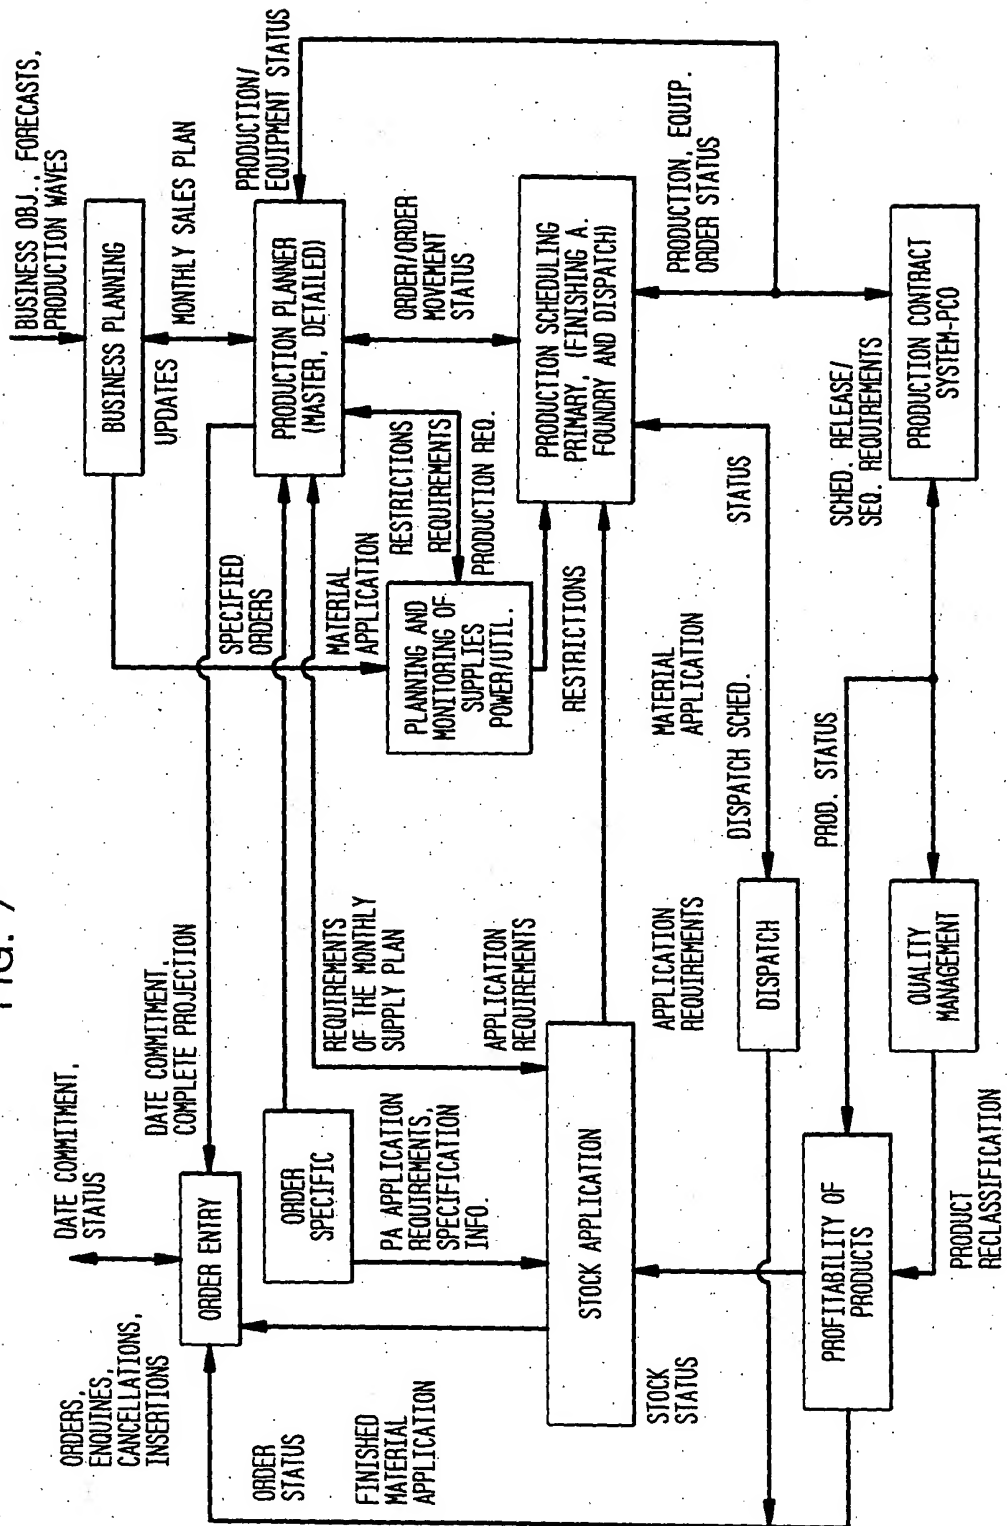 FIG. 7
DATE COMMITMENT,
STATUS
ORDERS,
ENQUINES,
CANCELLATIONS,
INSERTIONS
ORDER ENTRY
DATE COMMITMENT,
COMPLETE PROJECTION
BUSINESS OBJ., FORECASTS,
PRODUCTION WAVES
BUSINESS PLANNING
UPDATES
MONTHLY SALES PLAN
ORDER
STATUS
ORDER
SPECIFIC
SPECIFIED
ORDERS
PRODUCTION PLANNER
(MASTER, DETAILED)
PRODUCTION/
EQUIPMENT STATUS
FINISHED
MATERIAL
APPLICATION
PA APPLICATION
REQUIREMENTS,
SPECIFICATION
INFO.
REQUIREMENTS
OF THE MONTHLY
SUPPLY PLAN
MATERIAL
APPLICATION
RESTRICTIONS
REQUIREMENTS
PRODUCTION REQ.
ORDER/ORDER
MOVEMENT
STATUS
PLANNING AND
MONITORING OF
SUPPLIES
POWER/UTIL.
APPLICATION
REQUIREMENTS
RESTRICTIONS
STOCK APPLICATION
PRODUCTION SCHEDULING
PRIMARY, (FINISHING A.
FOUNDRY AND DISPATCH)
STOCK
STATUS
APPLICATION
REQUIREMENTS
MATERIAL
APPLICATION
PRODUCTION, EQUIP.
ORDER STATUS
DISPATCH SCHED.
STATUS
DISPATCH
PROD. STATUS
SCHED. RELEASE/
SEQ. REQUIREMENTS
PROFITABILITY OF
PRODUCTS
QUALITY
MANAGEMENT
PRODUCTION CONTRACT
SYSTEM-PCO
PRODUCT
RECLASSIFICATION